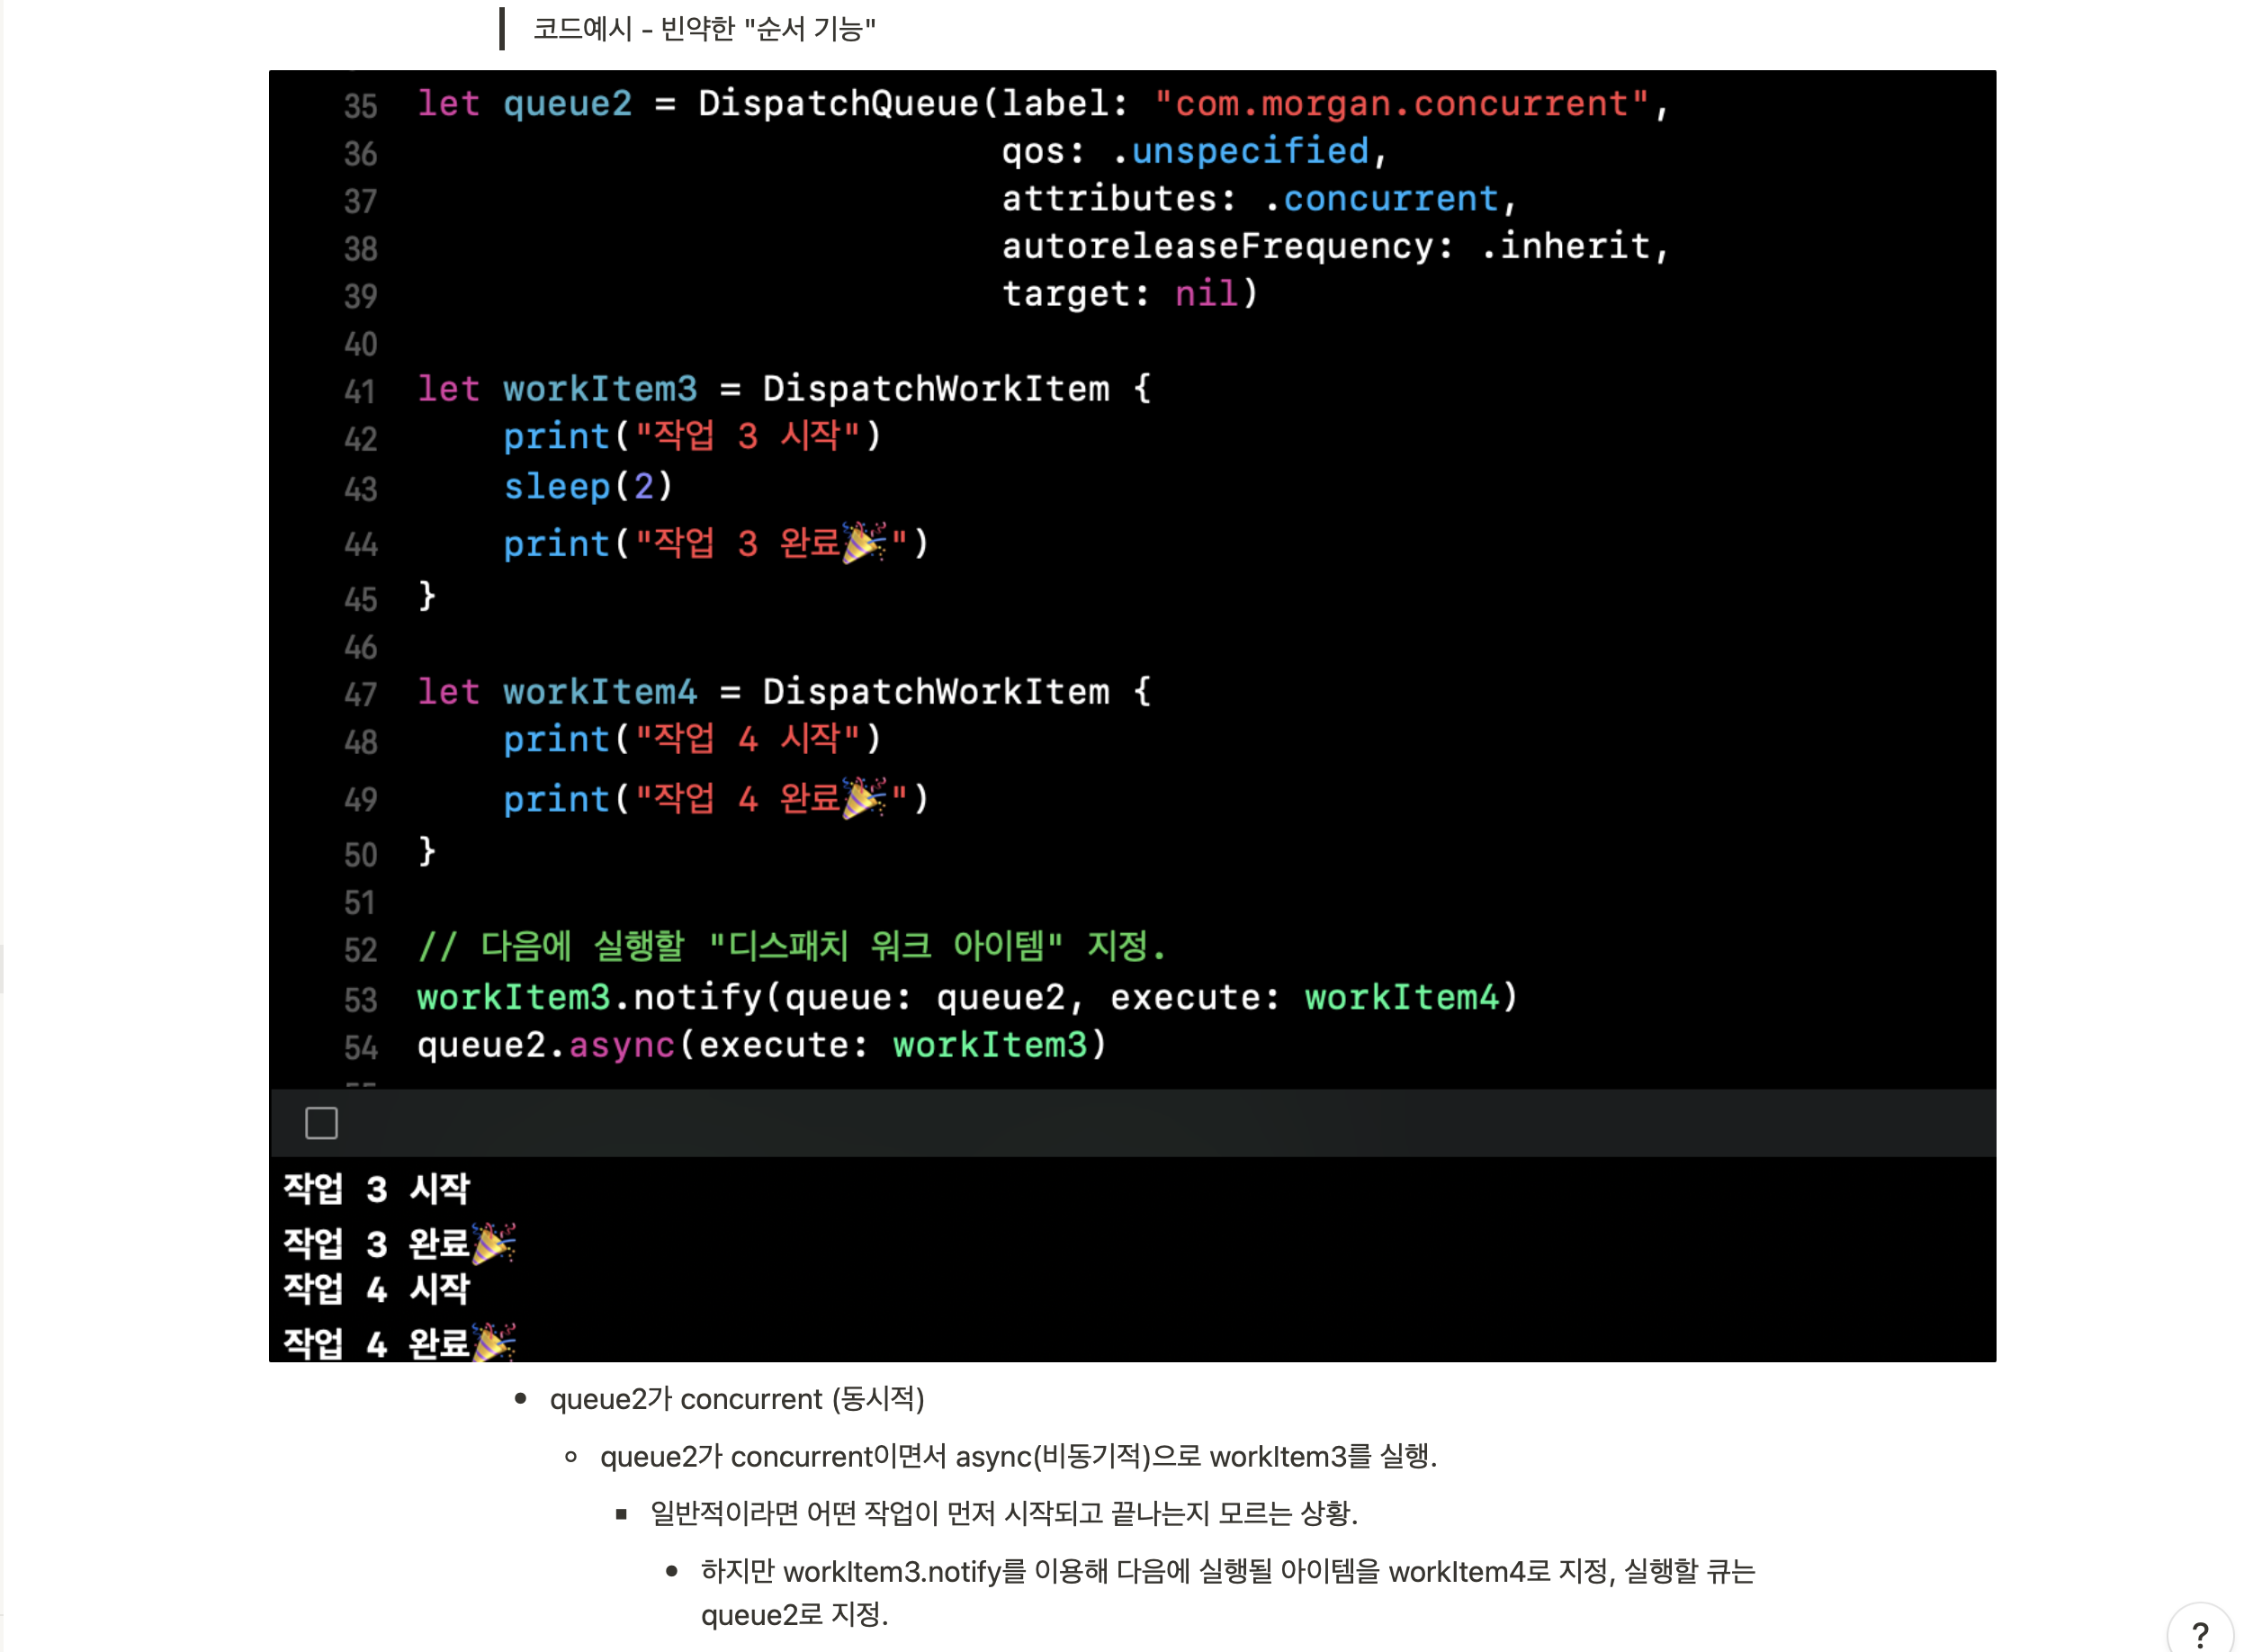 코드예시 - 빈약한 "순서 기능"
35 let queue2 = DispatchQueue(label: "com.morgan.concurrent",
36 qos: .unspecified,
37 attributes: .concurrent,
38 autoreleaseFrequency: .inherit,
39 target: nil)
40
41 let workItem3 = DispatchWorkItem {
42 print("작업 3 시작")
43 sleep(2)
44 print("작업 3 완료🎉")
45 }
46
47 let workItem4 = DispatchWorkItem {
48 print("작업 4 시작")
49 print("작업 4 완료🎉")
50 }
51
52 // 다음에 실행할 "디스패치 워크 아이템" 지정.
53 workItem3.notify(queue: queue2, execute: workItem4)
54 queue2.async(execute: workItem3)
작업 3 시작
작업 3 완료🎉
작업 4 시작
작업 4 완료🎉
• queue2가 concurrent (동시적)
◦ queue2가 concurrent이면서 async(비동기적)으로 workItem3를 실행.
▪ 일반적이라면 어떤 작업이 먼저 시작되고 끝나는지 모르는 상황.
• 하지만 workItem3.notify를 이용해 다음에 실행될 아이템을 workItem4로 지정, 실행할 큐는
queue2로 지정.
?